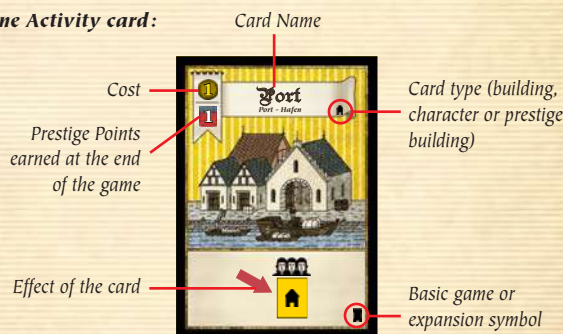 ne Activity card:
Card Name
Cost
1
Port
Port - Hafen
1
Card type (building,
character or prestige
building)
Prestige Points
earned at the end
of the game
Effect of the card
Basic game or
expansion symbol